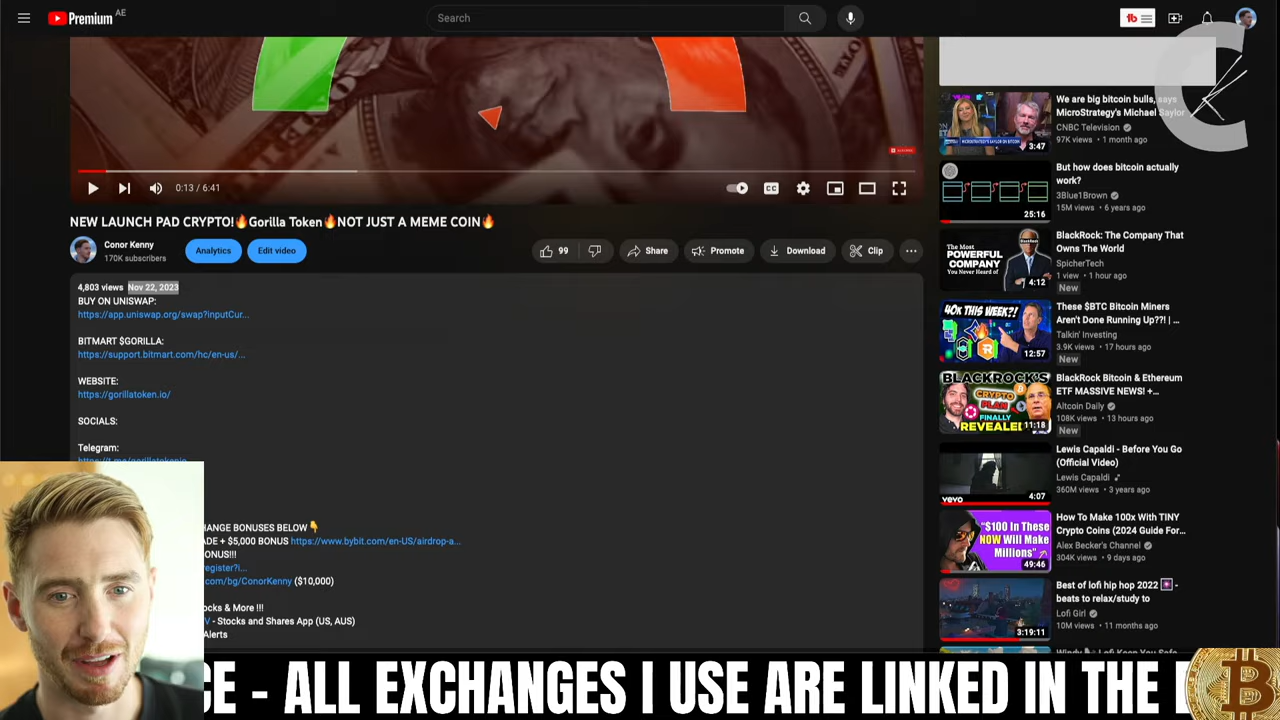 Premium AE
Search
NEW LAUNCH PAD CRYPTO!🔥Gorilla Token🔥NOT JUST A MEME COIN🔥
0:13 / 6:41
CC
Conor Kenny
170K subscribers
Analytics
Edit video
99
Share
Promote
Download
Clip
4,803 views Nov 22, 2023
BUY ON UNISWAP:
https://app.uniswap.org/swap?inputCur...
BITMART $GORILLA:
https://support.bitmart.com/hc/en-us/...
WEBSITE:
https://gorillatoken.io/
SOCIALS:
Telegram:
HANGE BONUSES BELOW👇
ADE + $5,000 BONUS https://www.bybit.com/en-US/airdrop-a...
ONUS!!!
register?i...
com/bg/ConorKenny ($10,000)
ocks & More !!!
V - Stocks and Shares App (US, AUS)
Alerts
We are big bitcoin bulls, says
MicroStrategy's Michael Saylor
CNBC Television
97K views • 1 month ago
3:47
But how does bitcoin actually
work?
3Blue1Brown
15M views • 6 years ago
25:16
BlackRock: The Company That
Owns The World
SpicherTech
1 view • 1 hour ago
New
The Most
POWERFUL
COMPANY
You Never Heard of
4:12
These $BTC Bitcoin Miners
Aren't Done Running Up??! | ...
Talkin' Investing
3.9K views • 17 hours ago
New
40K THIS WEEK?!
12:57
BlackRock Bitcoin & Ethereum
ETF MASSIVE NEWS! +...
Altcoin Daily
108K views • 13 hours ago
New
BLACKROCK'S
CRYPTO
PLAN
FINALLY
REVEALED
11:18
Lewis Capaldi - Before You Go
(Official Video)
Lewis Capaldi
360M views • 3 years ago
vevo
4:07
How To Make 100x With TINY
Crypto Coins (2024 Guide For...
Alex Becker's Channel
304K views • 9 days ago
"$100 In These
NOW Will Make
Millions"
49:46
Best of lofi hip hop 2022 🎆 -
beats to relax/study to
Lofi Girl
10M views • 11 months ago
3:19:11
CE - ALL EXCHANGES I USE ARE LINKED IN THE